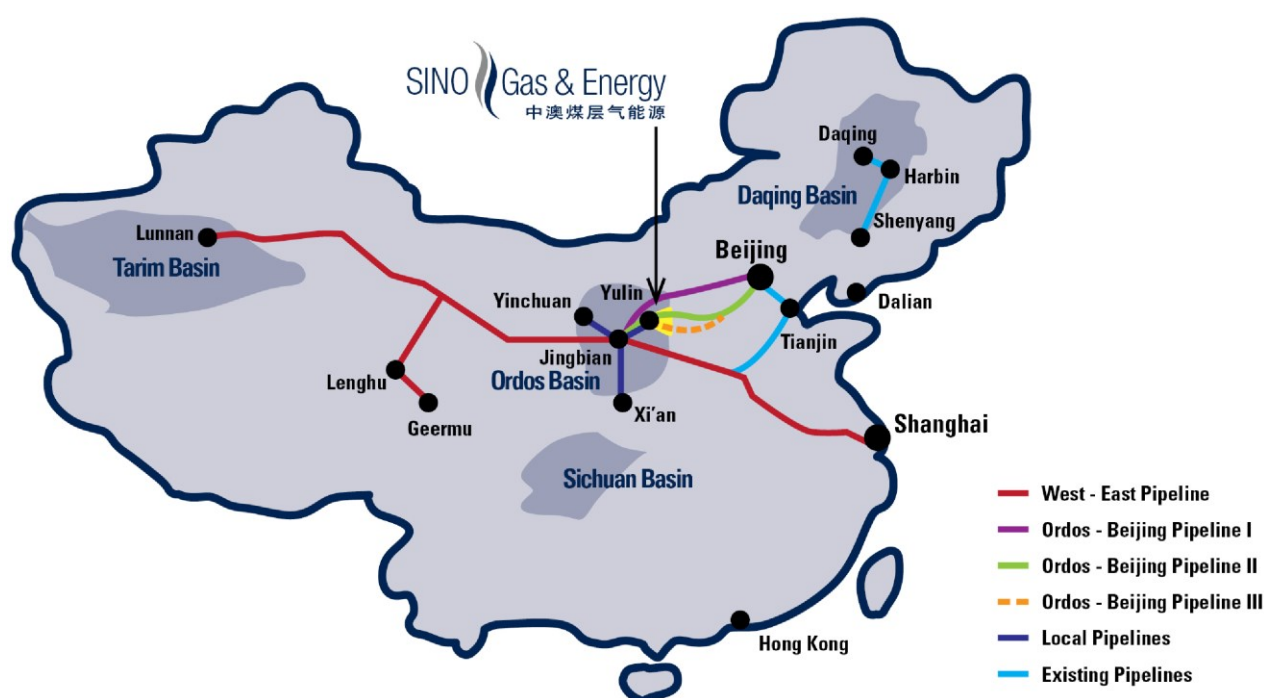 SINO Gas & Energy
中澳煤层气能源
Daqing
Harbin
Daqing Basin
Shenyang
Lunnan
Tarim Basin
Beijing
Yinchuan
Yulin
Dalian
Tianjin
Jingbian
Ordos Basin
Lenghu
Geermu
Xi'an
Shanghai
Sichuan Basin
Hong Kong
West - East Pipeline
Ordos - Beijing Pipeline I
Ordos - Beijing Pipeline II
Ordos - Beijing Pipeline III
Local Pipelines
Existing Pipelines